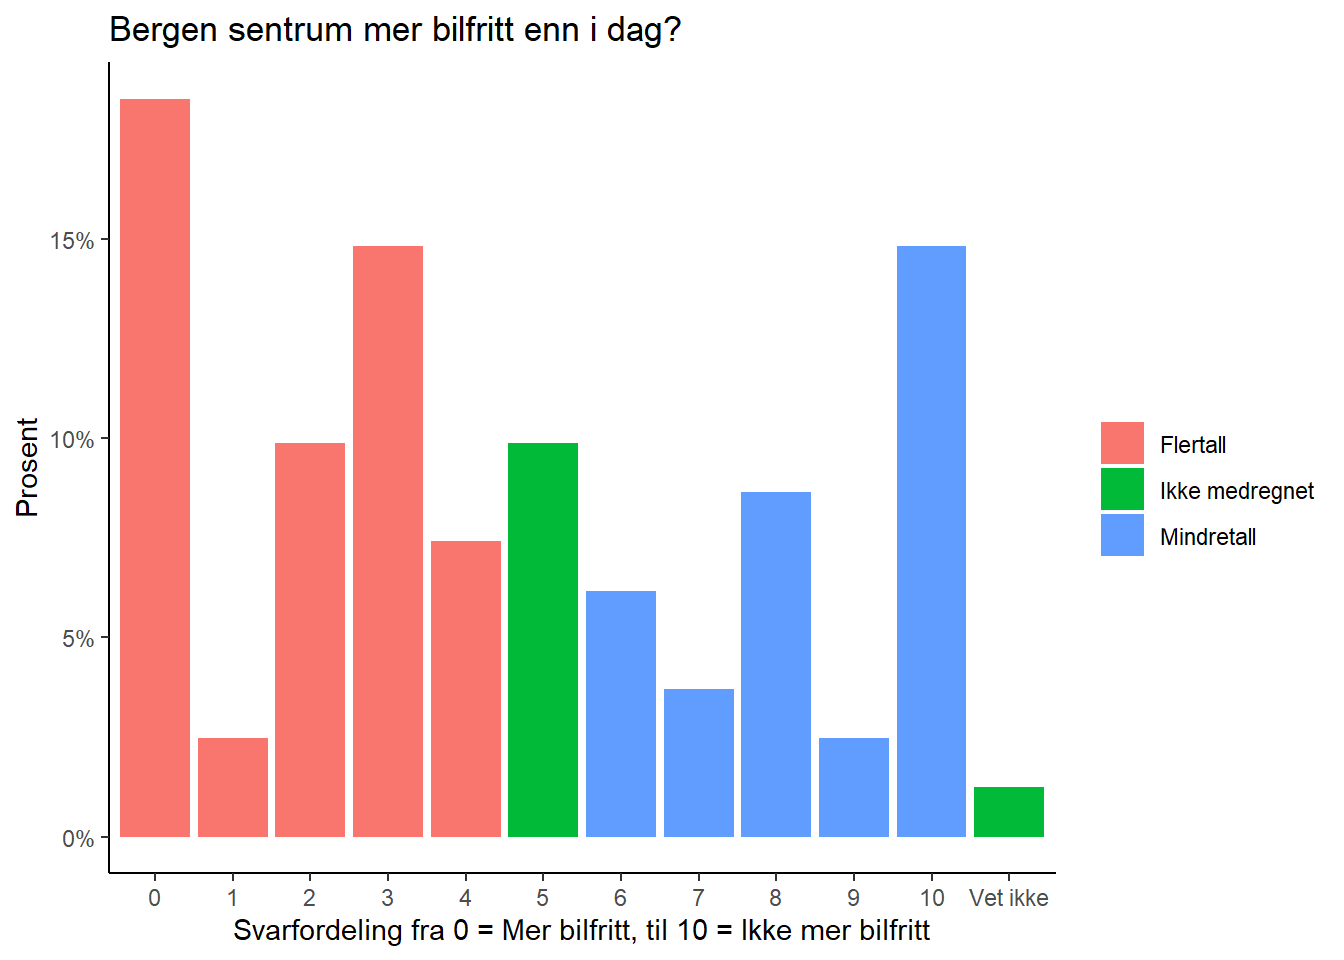 Bergen sentrum mer bilfritt enn i dag?
Prosent
15%
10%
5%
0%
0 1 2 3 4 5 6 7 8 9 10 Vet ikke
Svarfordeling fra 0 = Mer bilfritt, til 10 = Ikke mer bilfritt
Flertall
Ikke medregnet
Mindretall